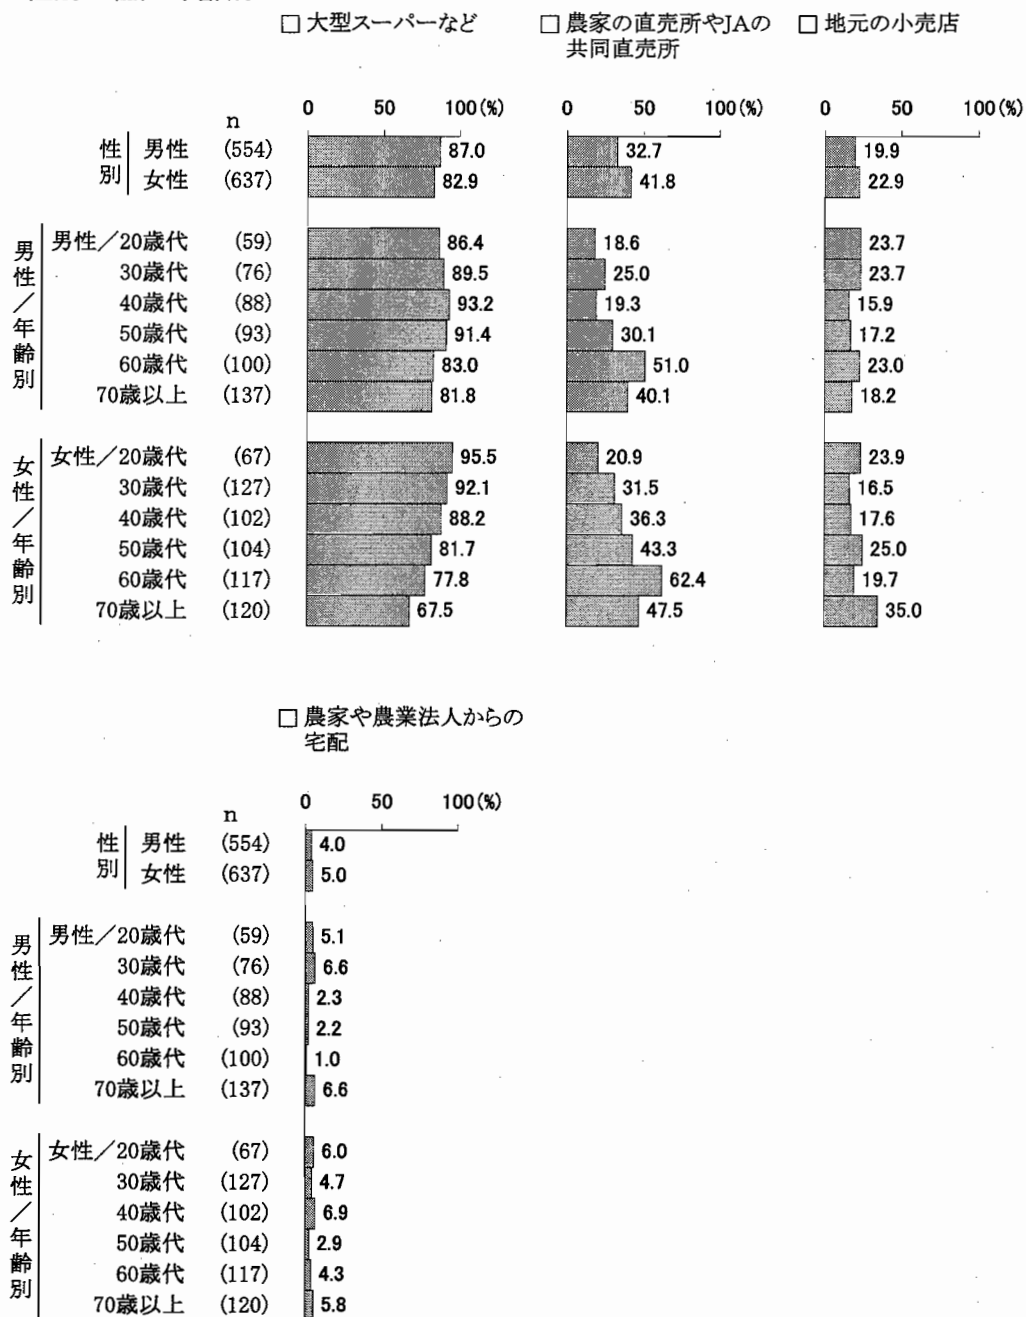 □ 大型スーパーなど □ 農家の直売所やJAの □ 地元の小売店
共同直売所
0 50 100(%) 0 50 100(%) 0 50 100(%)
n
性別 男性 (554) 87.0 32.7 19.9
女性 (637) 82.9 41.8 22.9
男性／年齢別
男性／20歳代 (59) 86.4 18.6 23.7
30歳代 (76) 89.5 25.0 23.7
40歳代 (88) 93.2 19.3 15.9
50歳代 (93) 91.4 30.1 17.2
60歳代 (100) 83.0 51.0 23.0
70歳以上 (137) 81.8 40.1 18.2
女性／年齢別
女性／20歳代 (67) 95.5 20.9 23.9
30歳代 (127) 92.1 31.5 16.5
40歳代 (102) 88.2 36.3 17.6
50歳代 (104) 81.7 43.3 25.0
60歳代 (117) 77.8 62.4 19.7
70歳以上 (120) 67.5 47.5 35.0
□ 農家や農業法人からの
宅配
0 50 100(%)
n
性別 男性 (554) 4.0
女性 (637) 5.0
男性／年齢別
男性／20歳代 (59) 5.1
30歳代 (76) 6.6
40歳代 (88) 2.3
50歳代 (93) 2.2
60歳代 (100) 1.0
70歳以上 (137) 6.6
女性／年齢別
女性／20歳代 (67) 6.0
30歳代 (127) 4.7
40歳代 (102) 6.9
50歳代 (104) 2.9
60歳代 (117) 4.3
70歳以上 (120) 5.8